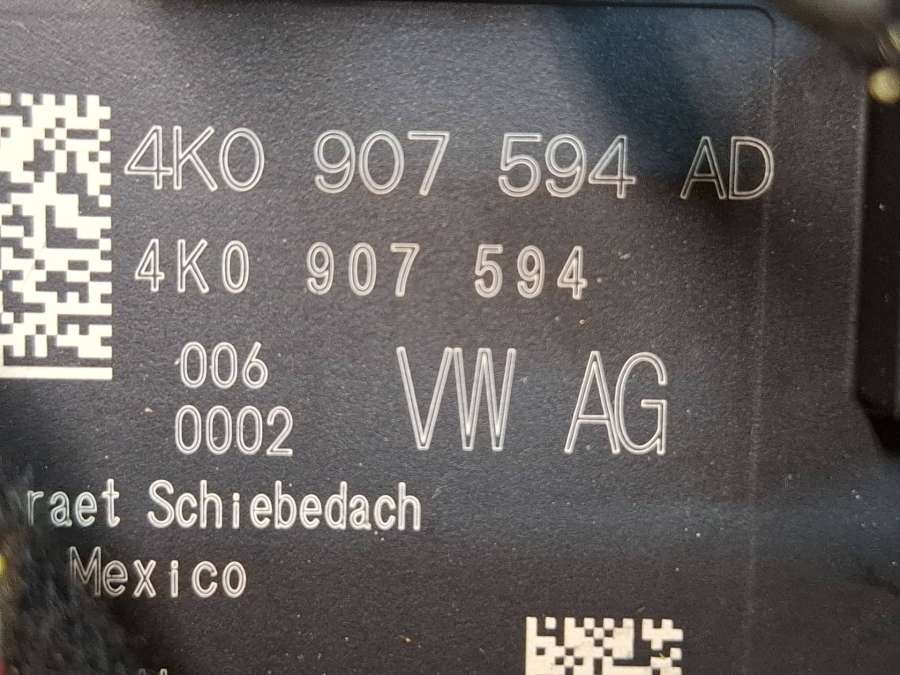 4K0 907 594 AD
4K0 907 594
006
0002
VW AG
raet Schiebedach
Mexico